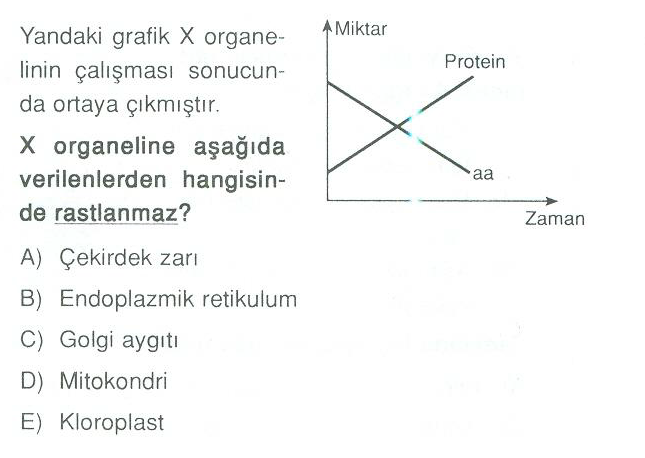 Yandaki grafik X organe-
linin çalışması sonucun-
da ortaya çıkmıştır.
X organeline aşağıda
verilenlerden hangisin-
de rastlanmaz?
A) Çekirdek zarı
B) Endoplazmik retikulum
C) Golgi aygıtı
D) Mitokondri
E) Kloroplast
Miktar
Protein
aa
Zaman